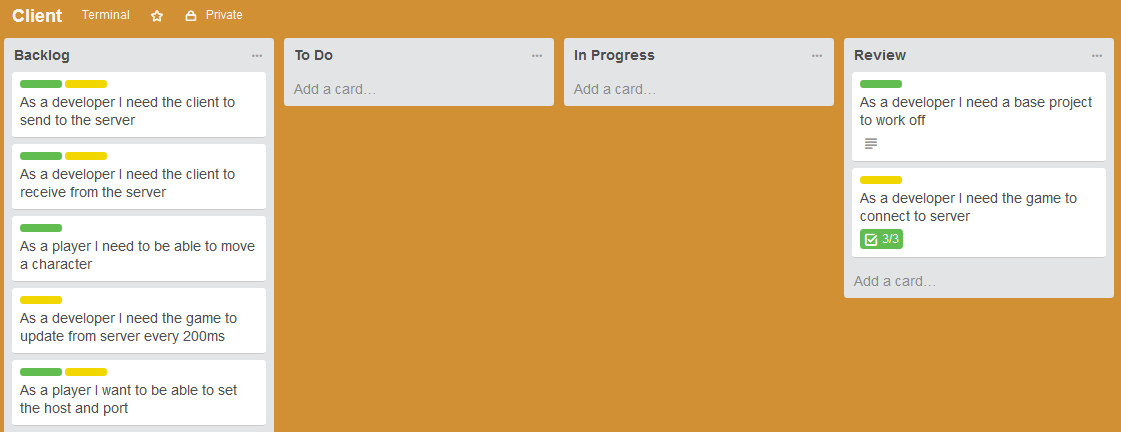 Client Terminal Private
Backlog
As a developer I need the client to
send to the server
As a developer I need the client to
receive from the server
As a player I need to be able to move
a character
As a developer I need the game to
update from server every 200ms
As a player I want to be able to set
the host and port
To Do
Add a card…
In Progress
Add a card…
Review
As a developer I need a base project
to work off
As a developer I need the game to
connect to server
3/3
Add a card…